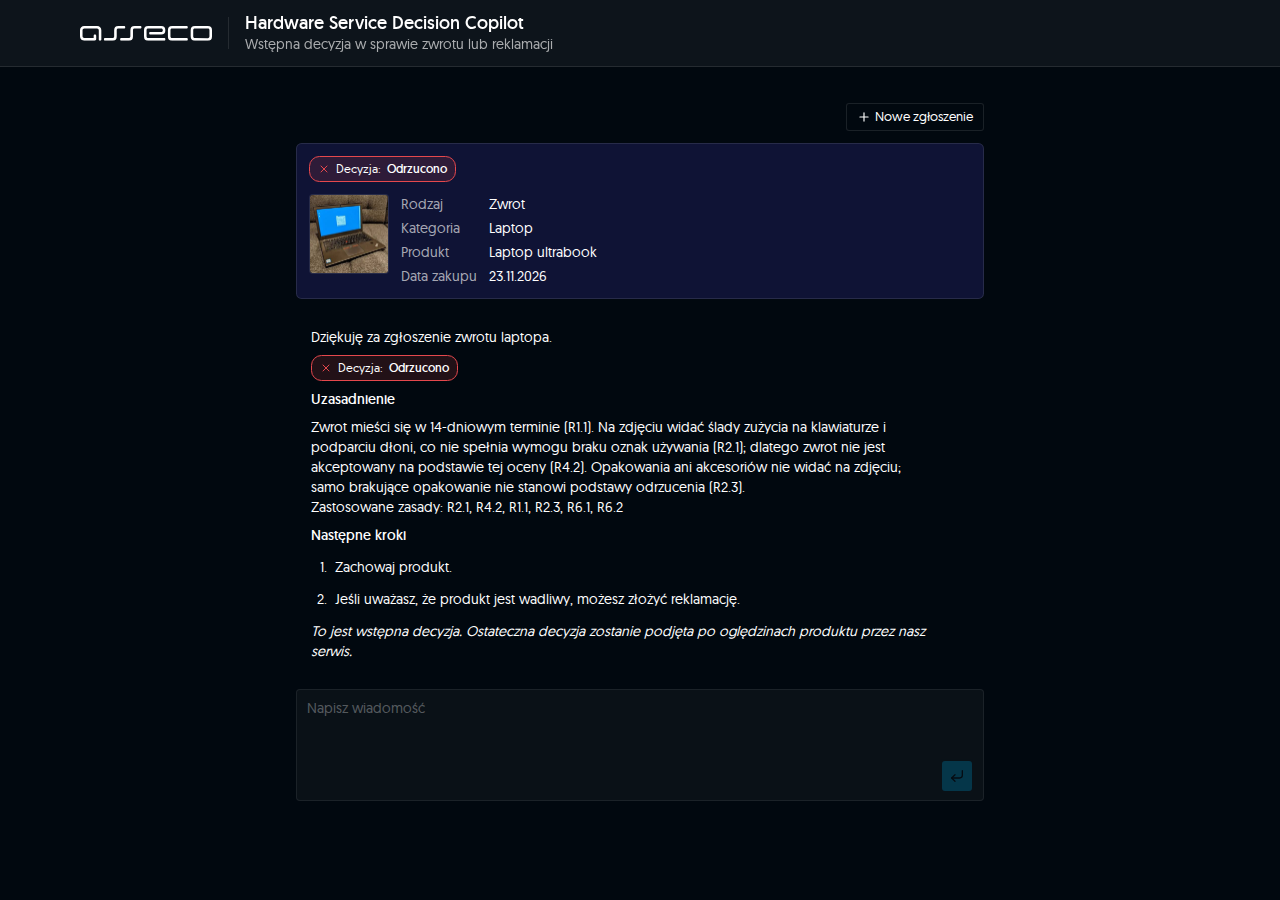 asseco
Hardware Service Decision Copilot
Wstępna decyzja w sprawie zwrotu lub reklamacji
Nowe zgłoszenie
Decyzja: Odrzucono
Rodzaj Zwrot
Kategoria Laptop
Produkt Laptop ultrabook
Data zakupu 23.11.2026
Dziękuję za zgłoszenie zwrotu laptopa.
Decyzja: Odrzucono
Uzasadnienie
Zwrot mieści się w 14-dniowym terminie (R1.1). Na zdjęciu widać ślady zużycia na klawiaturze i
podparciu dłoni, co nie spełnia wymogu braku oznak używania (R2.1); dlatego zwrot nie jest
akceptowany na podstawie tej oceny (R4.2). Opakowania ani akcesoriów nie widać na zdjęciu;
samo brakujące opakowanie nie stanowi podstawy odrzucenia (R2.3).
Zastosowane zasady: R2.1, R4.2, R1.1, R2.3, R6.1, R6.2
Następne kroki
1. Zachowaj produkt.
2. Jeśli uważasz, że produkt jest wadliwy, możesz złożyć reklamację.
To jest wstępna decyzja. Ostateczna decyzja zostanie podjęta po oględzinach produktu przez nasz
serwis.
Napisz wiadomość